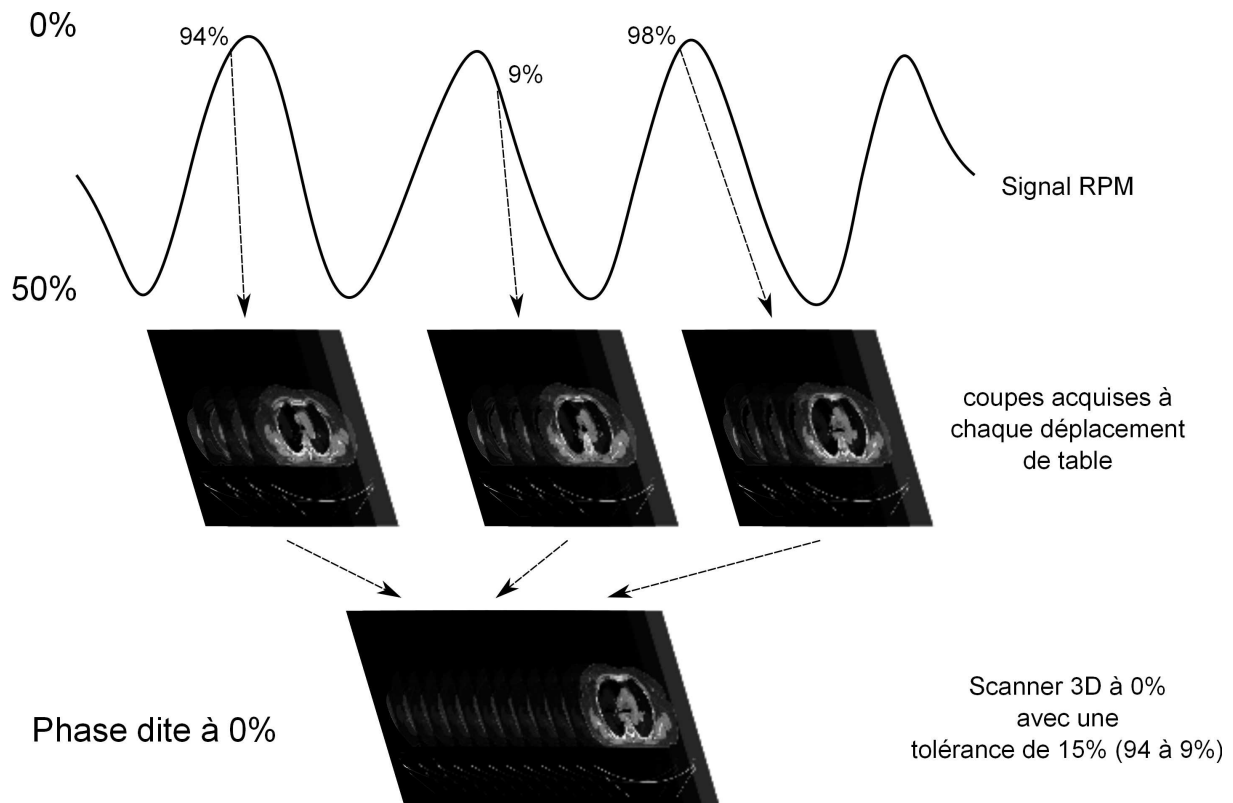 0%
94%
9%
98%
Signal RPM
50%
coupes acquises à
chaque déplacement
de table
Phase dite à 0%
Scanner 3D à 0%
avec une
tolérance de 15% (94 à 9%)